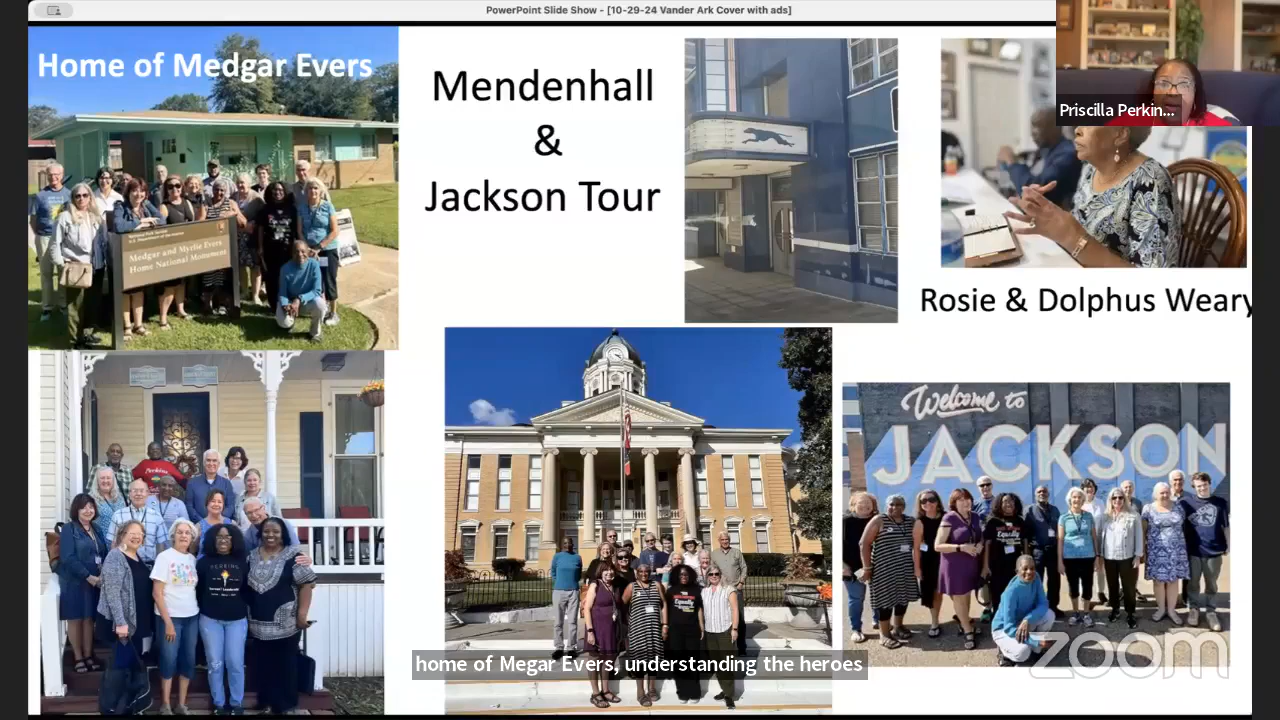 PowerPoint Slide Show - [10-29-24 Vander Ark Cover with ads]
Home of Medgar Evers
Mendenhall
&
Jackson Tour
Priscilla Perkin...
Medgar and Myrlie Evers
Home National Monument
Rosie & Dolphus Weary
Welcome to
JACKSON
Equality
Equality
home of Megar Evers, understanding the heroes
zoom